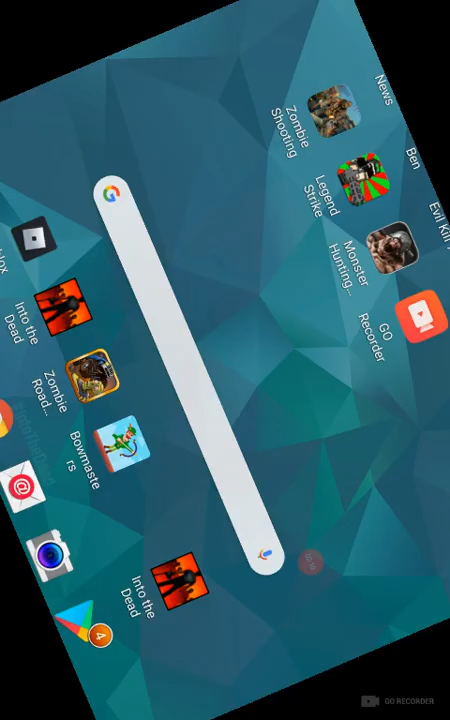 News
Ben
Evil Kill
Zombie
Shooting
Legend
Strike
Monster
Hunting...
GO
Recorder
Into the
Dead
Zombie
Road...
Bowmaste
rs
Into the
Dead
4
GO RECORDER